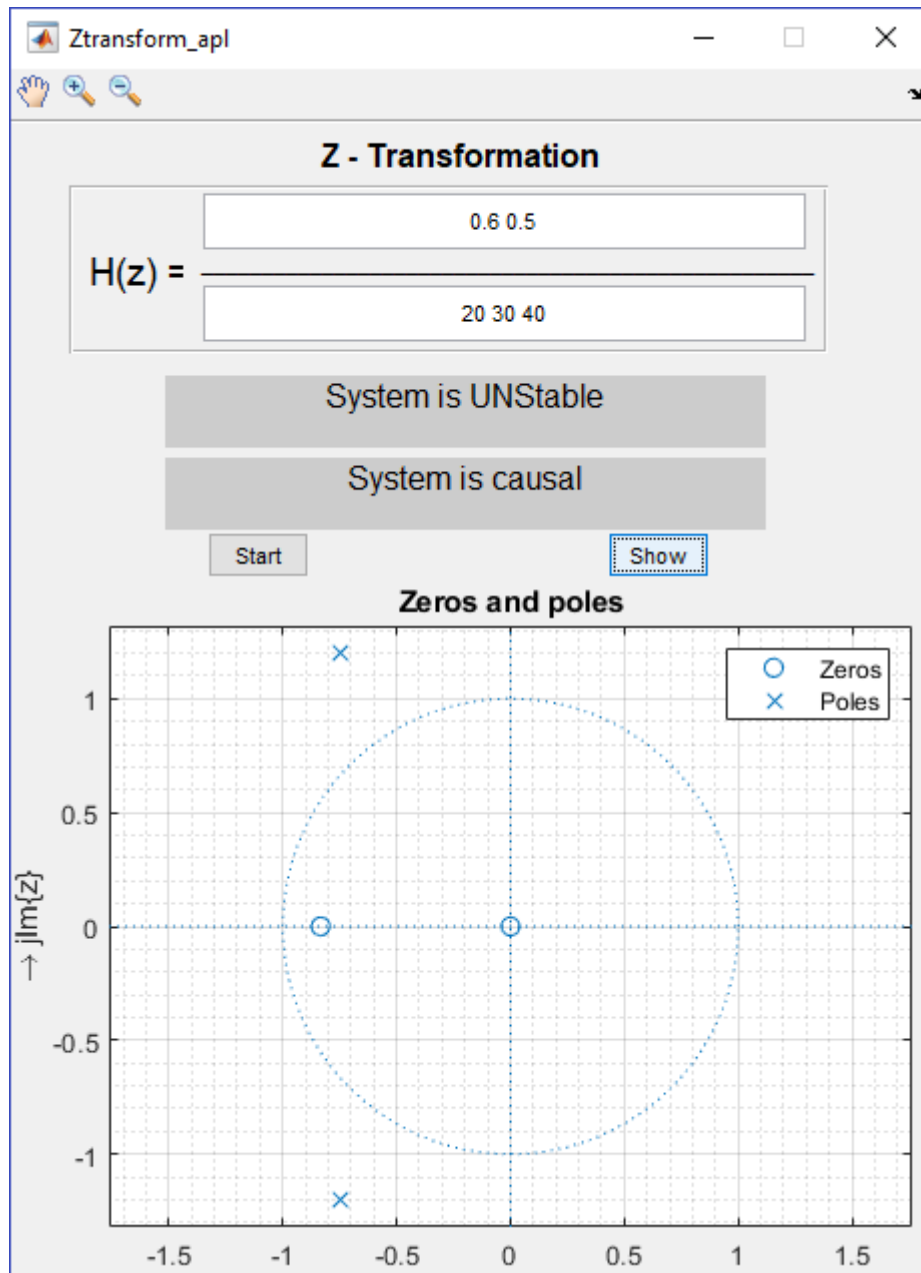 Ztransform_apl
Z - Transformation
0.6 0.5
H(z) =
20 30 40
System is UNStable
System is causal
Start
Show
Zeros and poles
Zeros
Poles
1
0.5
0
-0.5
-1
→ jIm{z}
-1.5 -1 -0.5 0 0.5 1 1.5